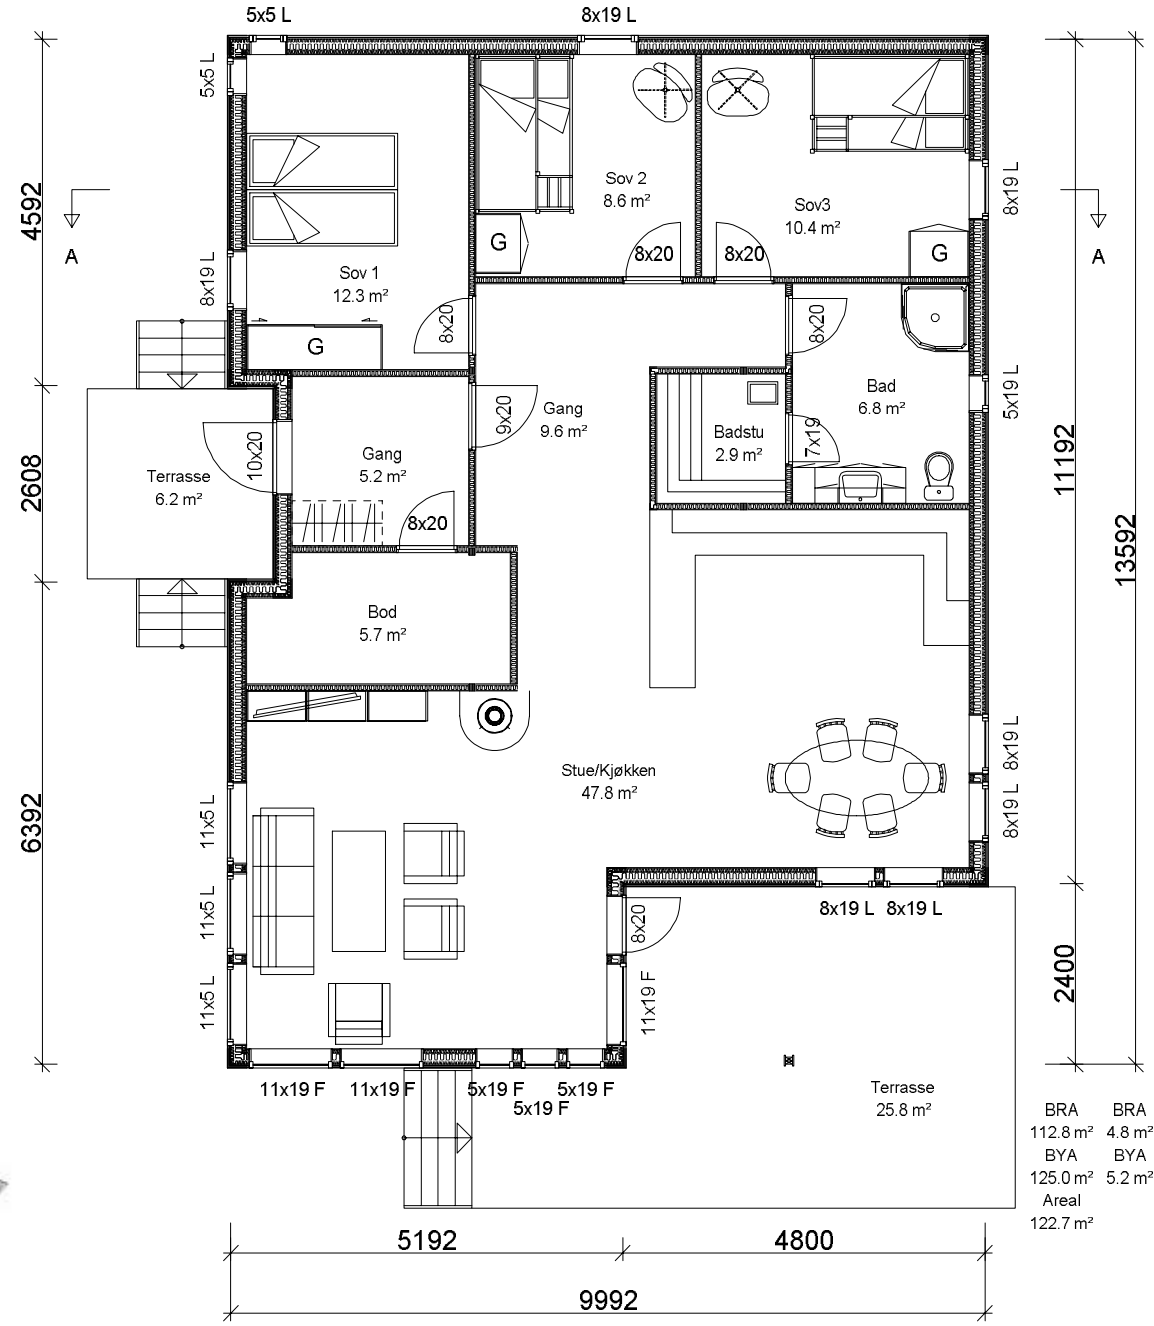 5x5 L
8x19 L
5x5 L
8x19 L
Sov 2
8.6 m²
Sov3
10.4 m²
4592
A
A
G
G
8x20
8x20
8x19 L
Sov 1
12.3 m²
8x20
8x20
G
Bad
6.8 m²
5x19 L
Gang
9.6 m²
9x20
Badstu
2.9 m²
7x19
11192
10x20
Gang
5.2 m²
Terrasse
6.2 m²
2608
8x20
13592
Bod
5.7 m²
8x19 L
Stue/Kjøkken
47.8 m²
8x19 L
6392
11x5 L
11x5 L
11x5 L
8x20
8x19 L
8x19 L
11x19 F
2400
11x19 F
11x19 F
5x19 F
5x19 F
5x19 F
Terrasse
25.8 m²
BRA
BRA
112.8 m²
4.8 m²
BYA
BYA
125.0 m²
5.2 m²
Areal
122.7 m²
5192
4800
9992